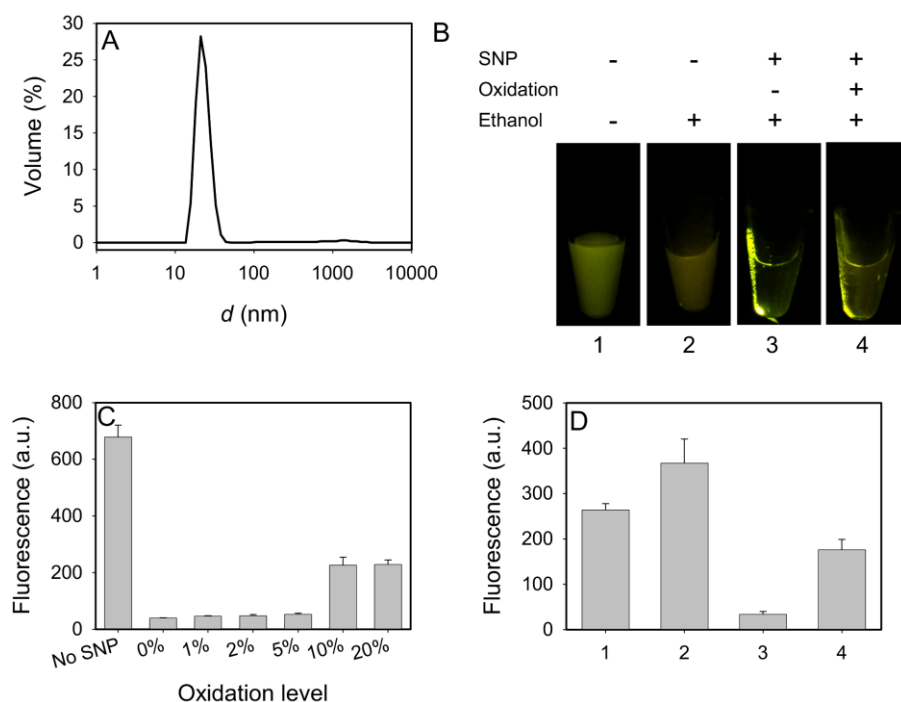 A
30
25
20
15
10
5
0
Volume (%)
1 10 100 1000 10000
d (nm)
B
SNP - - + +
Oxidation - +
Ethanol - + + +
1 2 3 4
C
800
600
400
200
0
Fluorescence (a.u.)
No SNP 0% 1% 2% 5% 10% 20%
Oxidation level
D
500
400
300
200
100
0
Fluorescence (a.u.)
1 2 3 4